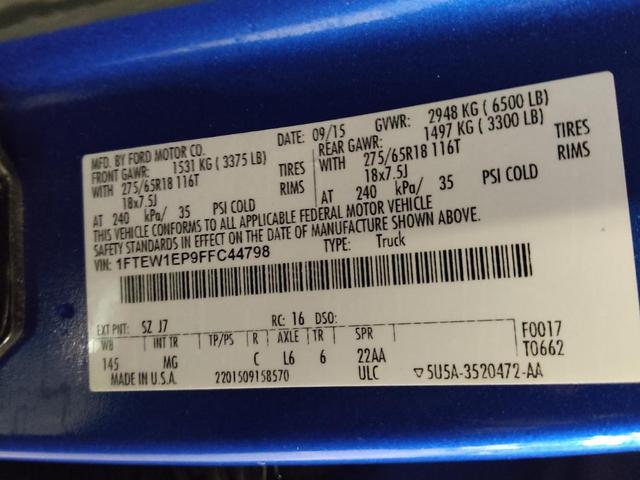 MFD. BY FORD MOTOR CO. DATE: 09/15 GVWR: 2948 KG ( 6500 LB)
FRONT GAWR: 1531 KG ( 3375 LB) REAR GAWR: 1497 KG ( 3300 LB)
WITH 275/65R18 116T TIRES WITH 275/65R18 116T TIRES
18x7.5J RIMS 18x7.5J RIMS
AT 240 kPa/ 35 PSI COLD AT 240 kPa/ 35 PSI COLD
THIS VEHICLE CONFORMS TO ALL APPLICABLE FEDERAL MOTOR VEHICLE
SAFETY STANDARDS IN EFFECT ON THE DATE OF MANUFACTURE SHOWN ABOVE.
VIN: 1FTEW1EP9FFC44798 TYPE: Truck
EXT PNT: SZ J7 RC: 16 DSO:
WB INT TR TP/PS R AXLE TR SPR F0017
145 MG C L6 6 22AA T0662
MADE IN U.S.A. 2201509158570 ULC ▽5U5A-3520472-AA